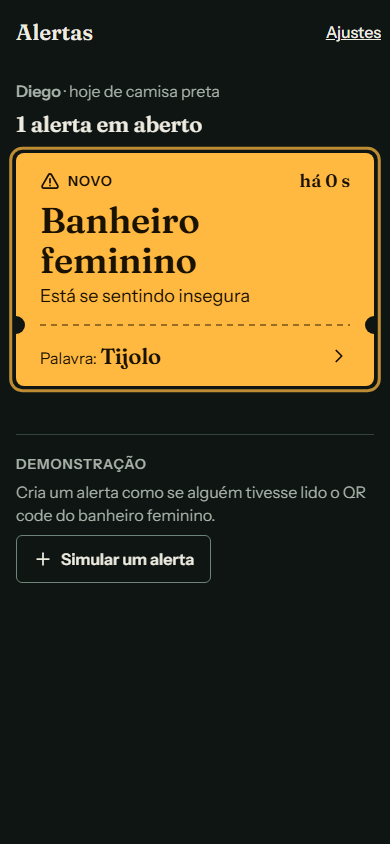 Alertas
Ajustes
Diego · hoje de camisa preta
1 alerta em aberto
NOVO
há 0 s
Banheiro
feminino
Está se sentindo insegura
Palavra: Tijolo
DEMONSTRAÇÃO
Cria um alerta como se alguém tivesse lido o QR
code do banheiro feminino.
Simular um alerta